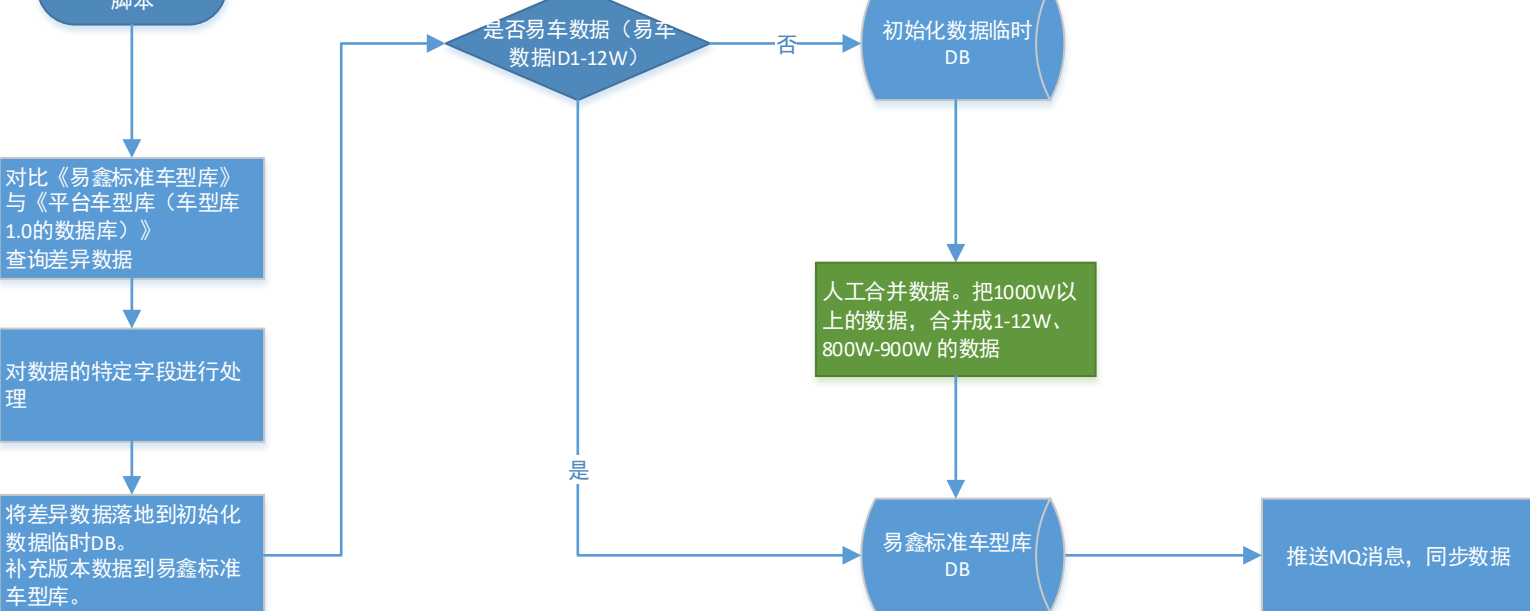 脚本
对比《易鑫标准车型库》
与《平台车型库（车型库
1.0的数据库）》
查询差异数据
对数据的特定字段进行处
理
将差异数据落地到初始化
数据临时DB。
补充版本数据到易鑫标准
车型库。
是否易车数据（易车
数据ID1-12W）
否
是
初始化数据临时
DB
人工合并数据。把1000W以
上的数据，合并成1-12W、
800W-900W 的数据
易鑫标准车型库
DB
推送MQ消息，同步数据